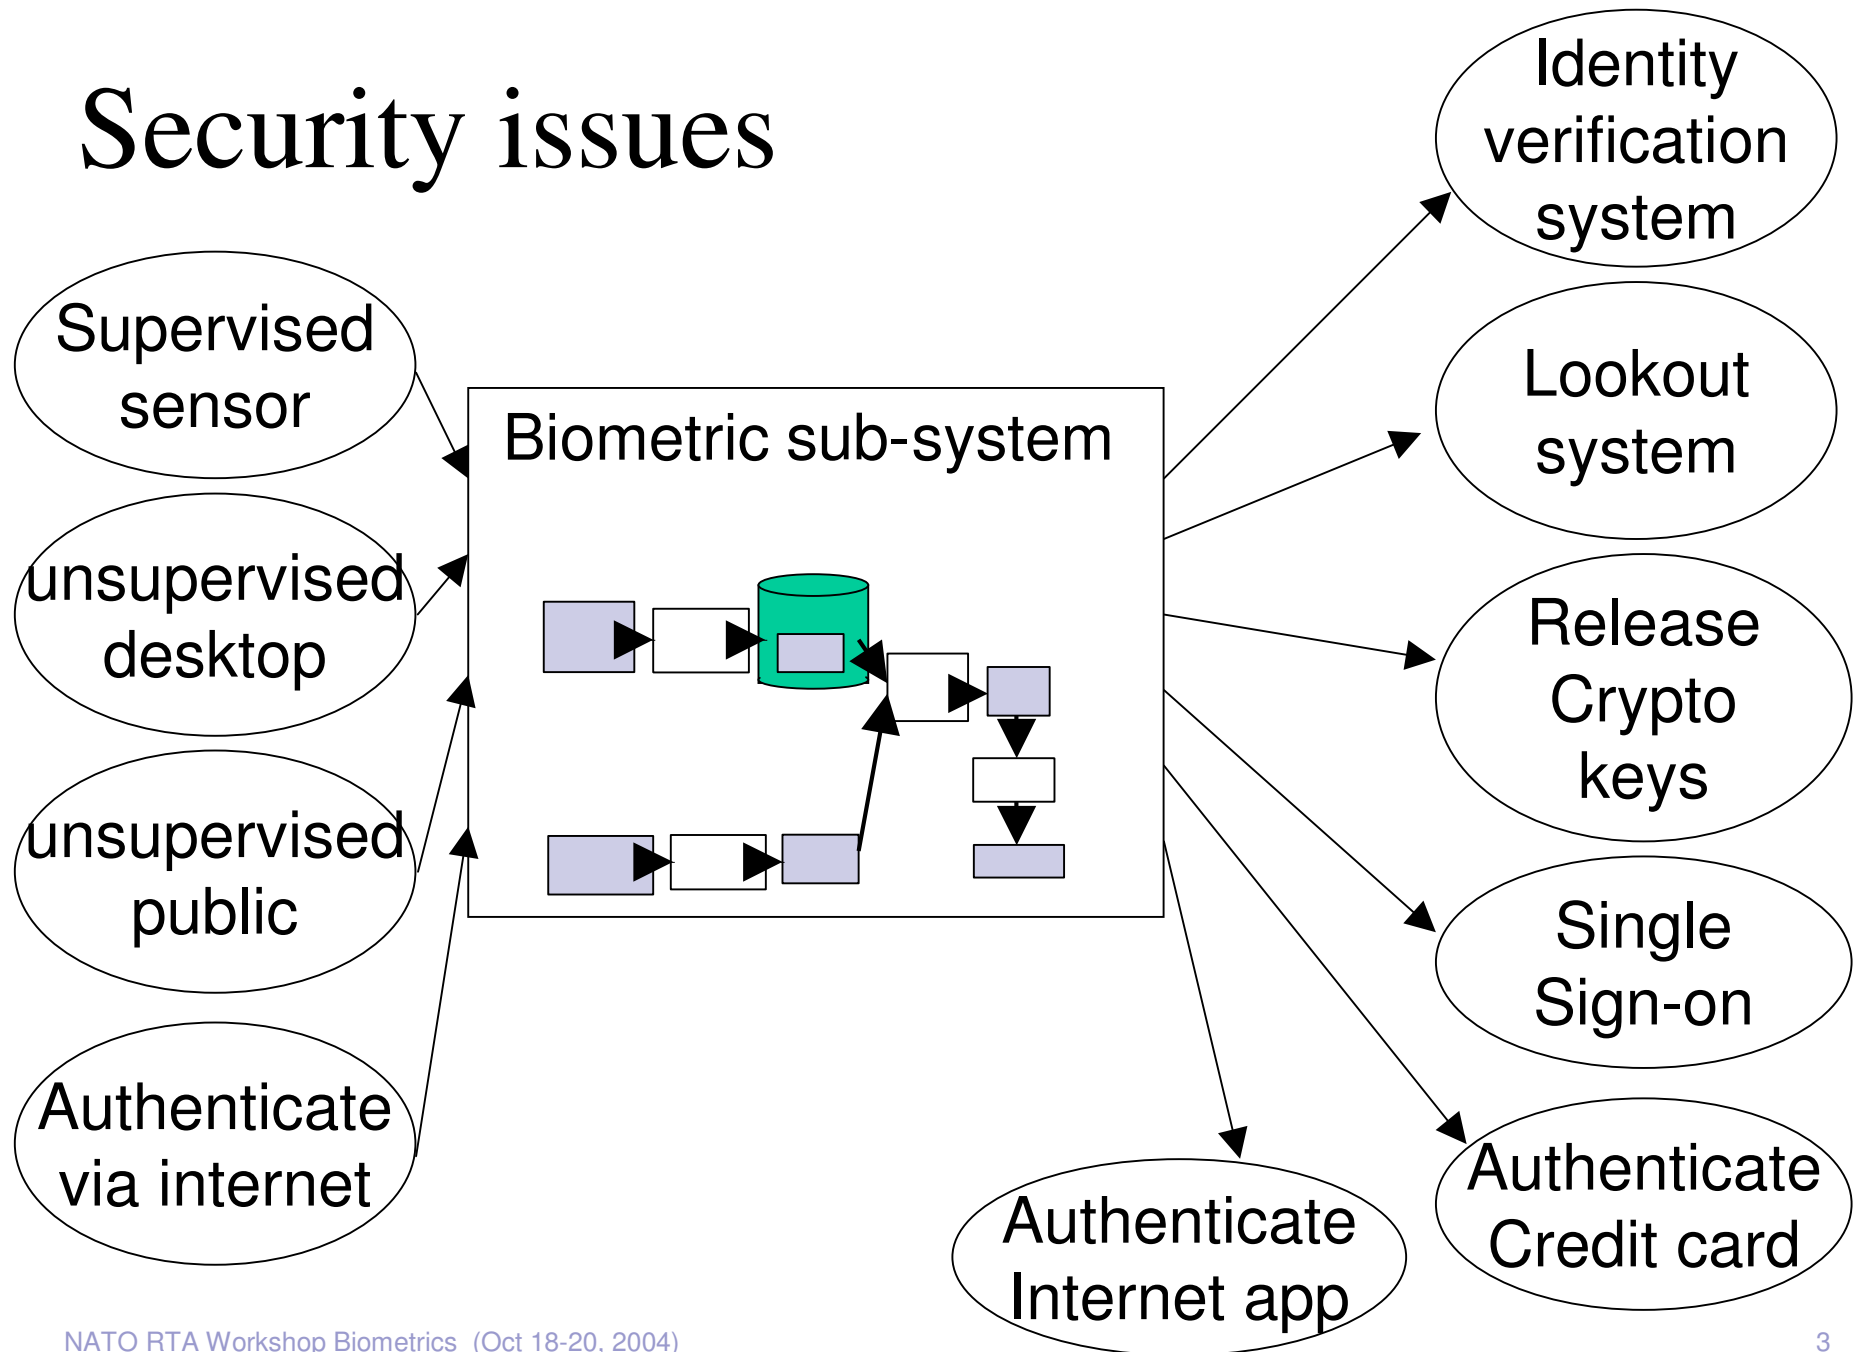 Security issues
Supervised
sensor
unsupervised
desktop
unsupervised
public
Authenticate
via internet
Biometric sub-system
Identity
verification
system
Lookout
system
Release
Crypto
keys
Single
Sign-on
Authenticate
Credit card
Authenticate
Internet app
NATO RTA Workshop Biometrics (Oct 18-20, 2004)
3